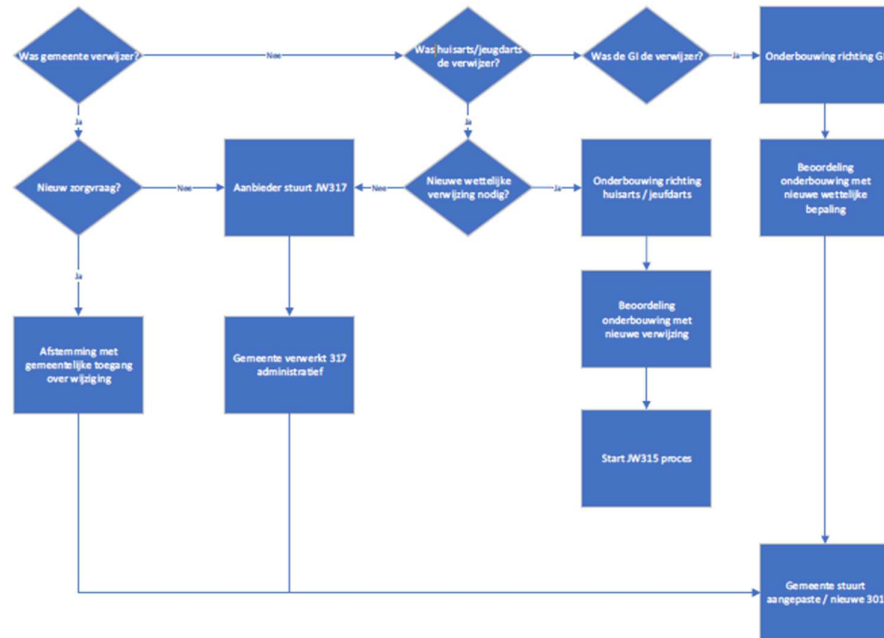 Was gemeente verwijzer?
Nee
Was huisarts/jeugdarts
de verwijzer?
Was de GI de verwijzer?
Ja
Onderbouwing richting GI
Ja
Ja
Nieuw zorgvraag?
Nee
Aanbieder stuurt JW317
Nee
Nieuwe wettelijke
verwijzing nodig?
Ja
Onderbouwing richting
huisarts / jeufdarts
Beoordeling
onderbouwing met
nieuwe wettelijke
bepaling
Ja
Afstemming met
gemeentelijke toegang
over wijziging
Gemeente verwerkt 317
administratief
Beoordeling
onderbouwing met
nieuwe verwijzing
Start JW315 proces
Gemeente stuurt
aangepaste / nieuwe 301